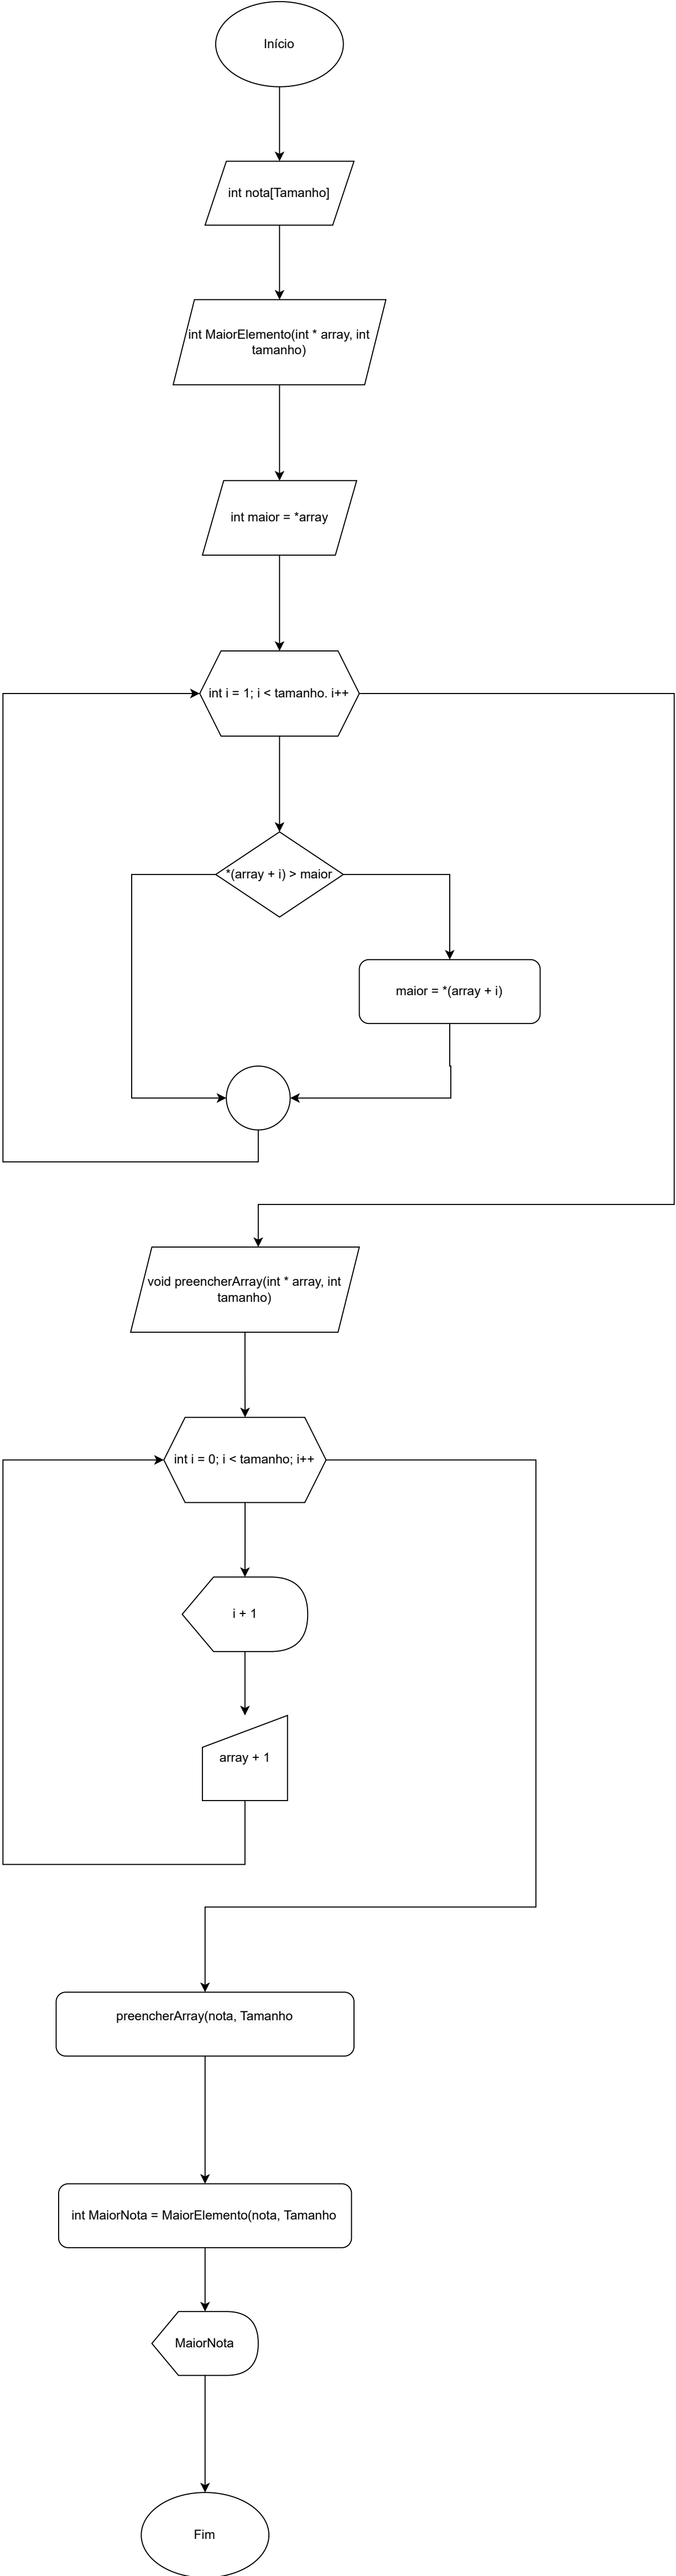 Início
int nota[Tamanho]
int MaiorElemento(int * array, int
tamanho)
int maior = *array
int i = 1; i < tamanho. i++
*(array + i) > maior
maior = *(array + i)
void preencherArray(int * array, int
tamanho)
int i = 0; i < tamanho; i++
i + 1
array + 1
preencherArray(nota, Tamanho
int MaiorNota = MaiorElemento(nota, Tamanho
MaiorNota
Fim